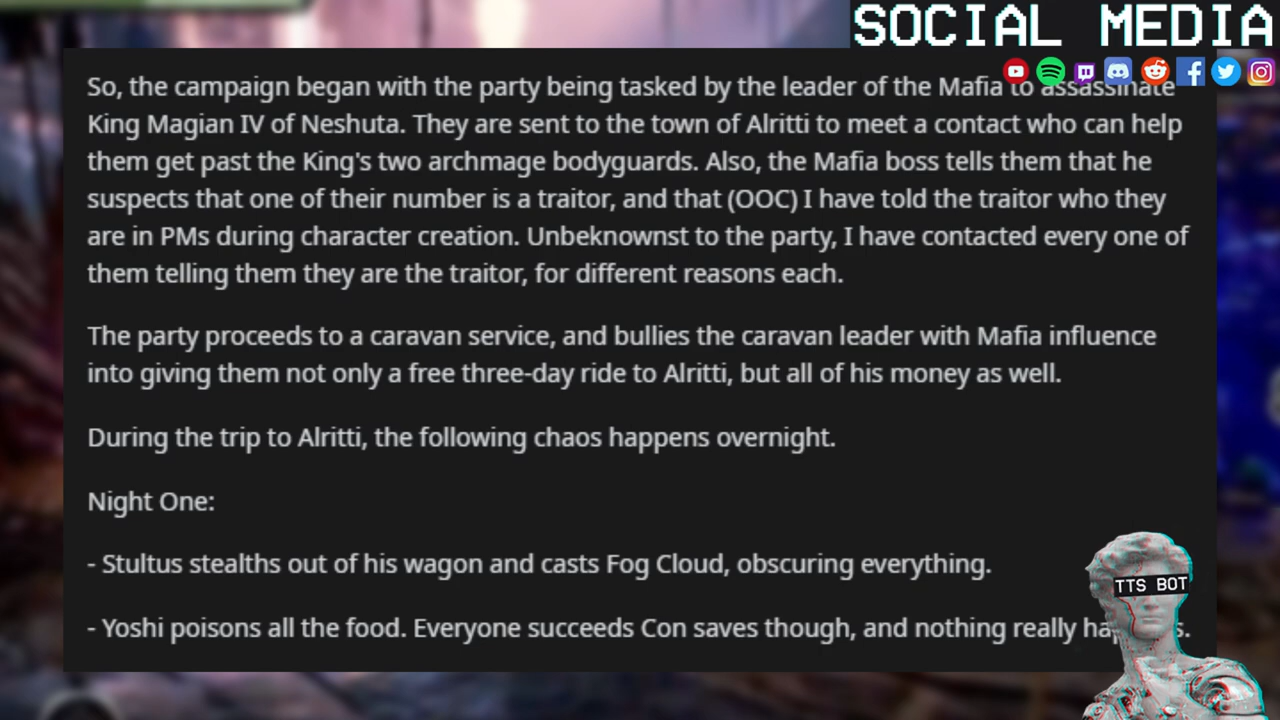 SOCIAL MEDIA
So, the campaign began with the party being tasked by the leader of the Mafia to assassinate
King Magian IV of Neshuta. They are sent to the town of Alritti to meet a contact who can help
them get past the King's two archmage bodyguards. Also, the Mafia boss tells them that he
suspects that one of their number is a traitor, and that (OOC) I have told the traitor who they
are in PMs during character creation. Unbeknownst to the party, I have contacted every one of
them telling them they are the traitor, for different reasons each.
The party proceeds to a caravan service, and bullies the caravan leader with Mafia influence
into giving them not only a free three-day ride to Alritti, but all of his money as well.
During the trip to Alritti, the following chaos happens overnight.
Night One:
- Stultus stealths out of his wagon and casts Fog Cloud, obscuring everything.
- Yoshi poisons all the food. Everyone succeeds Con saves though, and nothing really
TTS BOT